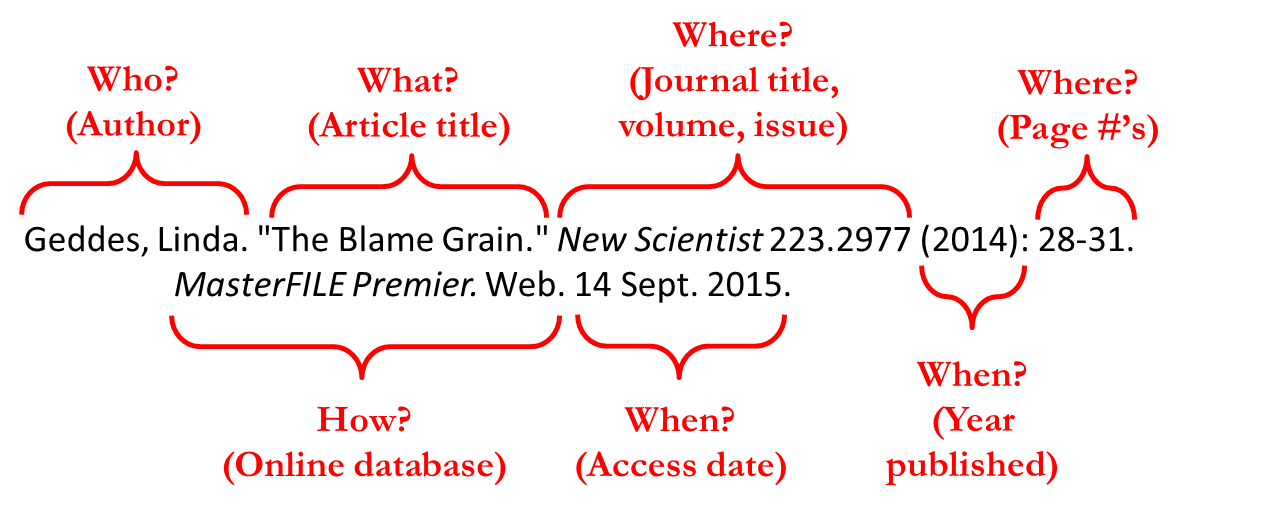 Where?
Who?
What?
(Journal title,
Where?
(Author)
(Article title)
volume, issue)
(Page #’s)
Geddes, Linda. "The Blame Grain." New Scientist 223.2977 (2014): 28-31.
MasterFILE Premier. Web. 14 Sept. 2015.
How?
(Online database)
When?
(Access date)
When?
(Year
published)